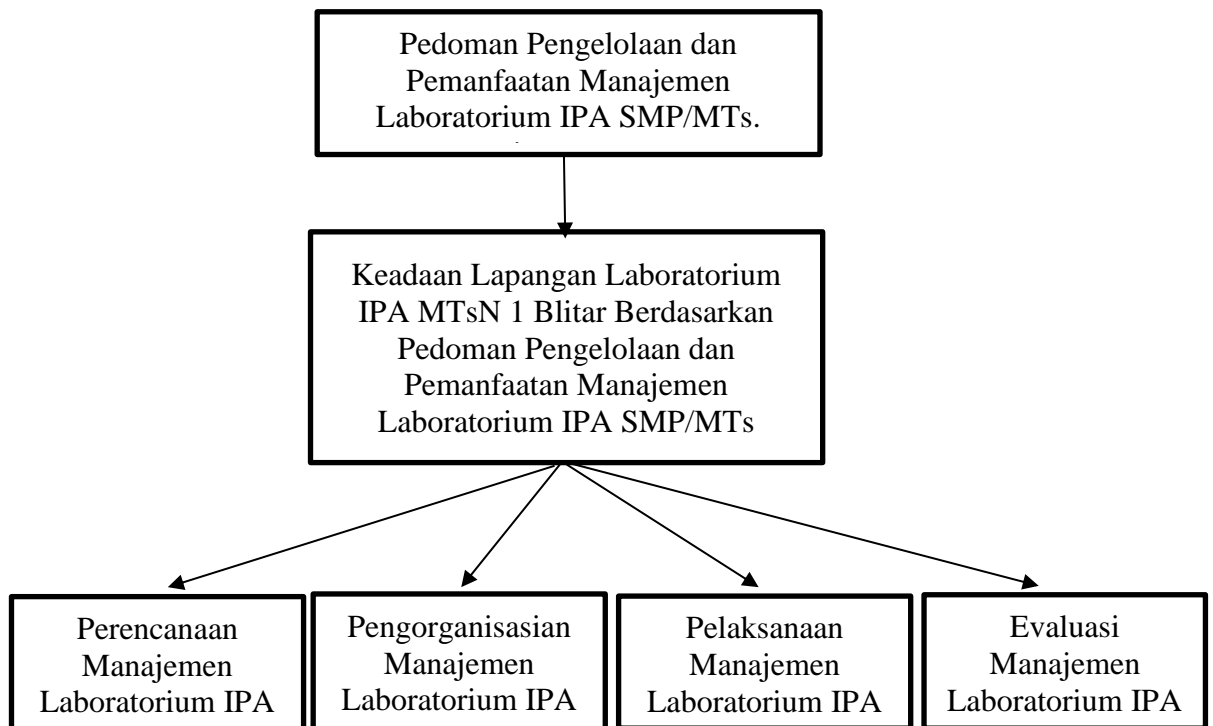 Pedoman Pengelolaan dan
Pemanfaatan Manajemen
Laboratorium IPA SMP/MTs.
Keadaan Lapangan Laboratorium
IPA MTsN 1 Blitar Berdasarkan
Pedoman Pengelolaan dan
Pemanfaatan Manajemen
Laboratorium IPA SMP/MTs
Perencanaan
Manajemen
Laboratorium IPA
Pengorganisasian
Manajemen
Laboratorium IPA
Pelaksanaan
Manajemen
Laboratorium IPA
Evaluasi
Manajemen
Laboratorium IPA